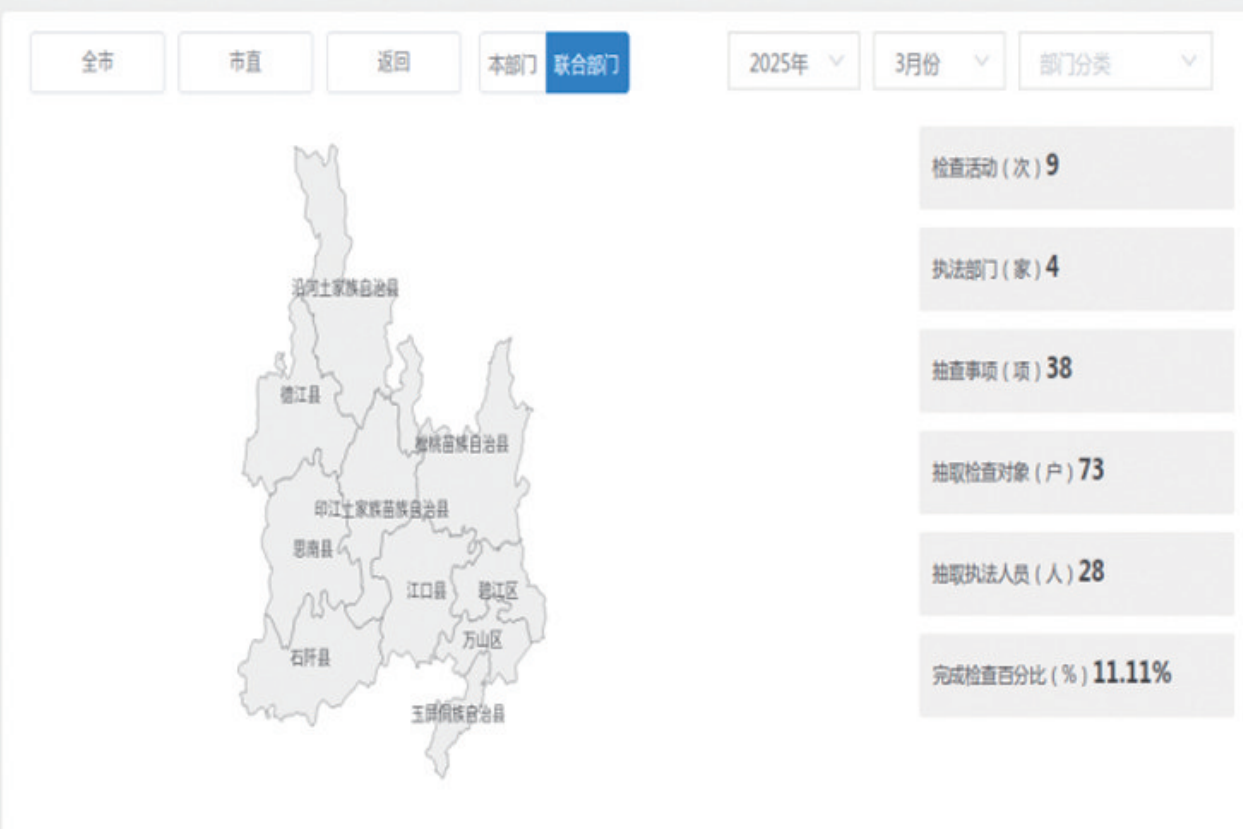 全市
市直
返回
本部门 联合部门
2025年
3月份
部门分类
沿河土家族自治县
德江县
松桃苗族自治县
印江土家族苗族自治县
思南县
江口县
碧江区
万山区
石阡县
玉屏侗族自治县
检查活动（次）9
执法部门（家）4
抽查事项（项）38
抽取检查对象（户）73
抽取执法人员（人）28
完成检查百分比（%）11.11%